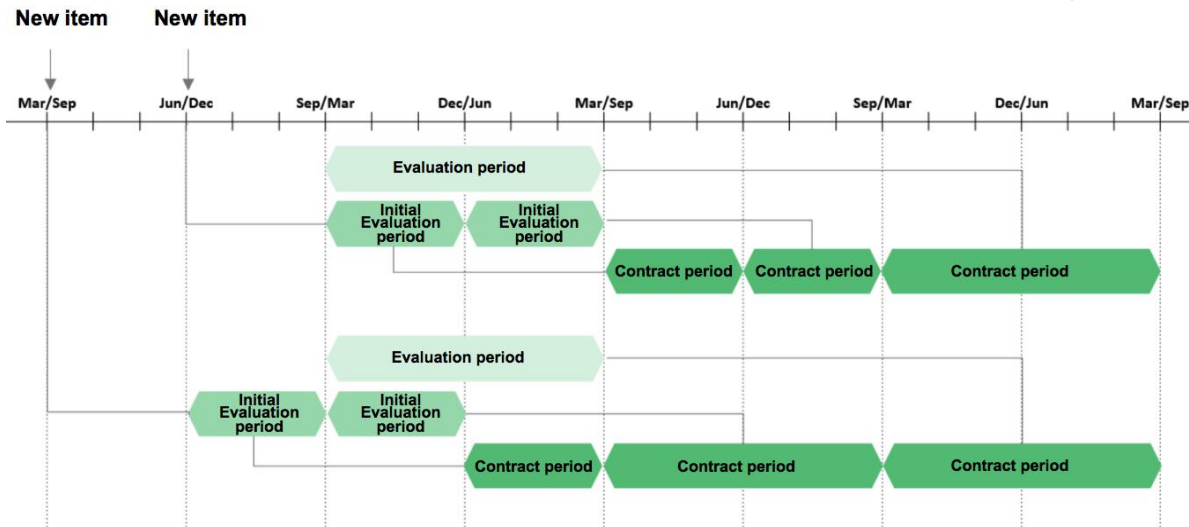 New item
New item
Mar/Sep
Jun/Dec
Sep/Mar
Dec/Jun
Mar/Sep
Jun/Dec
Sep/Mar
Dec/Jun
Mar/Sep
Evaluation period
Initial
Evaluation
period
Initial
Evaluation
period
Contract period
Contract period
Contract period
Evaluation period
Initial
Evaluation
period
Initial
Evaluation
period
Contract period
Contract period
Contract period